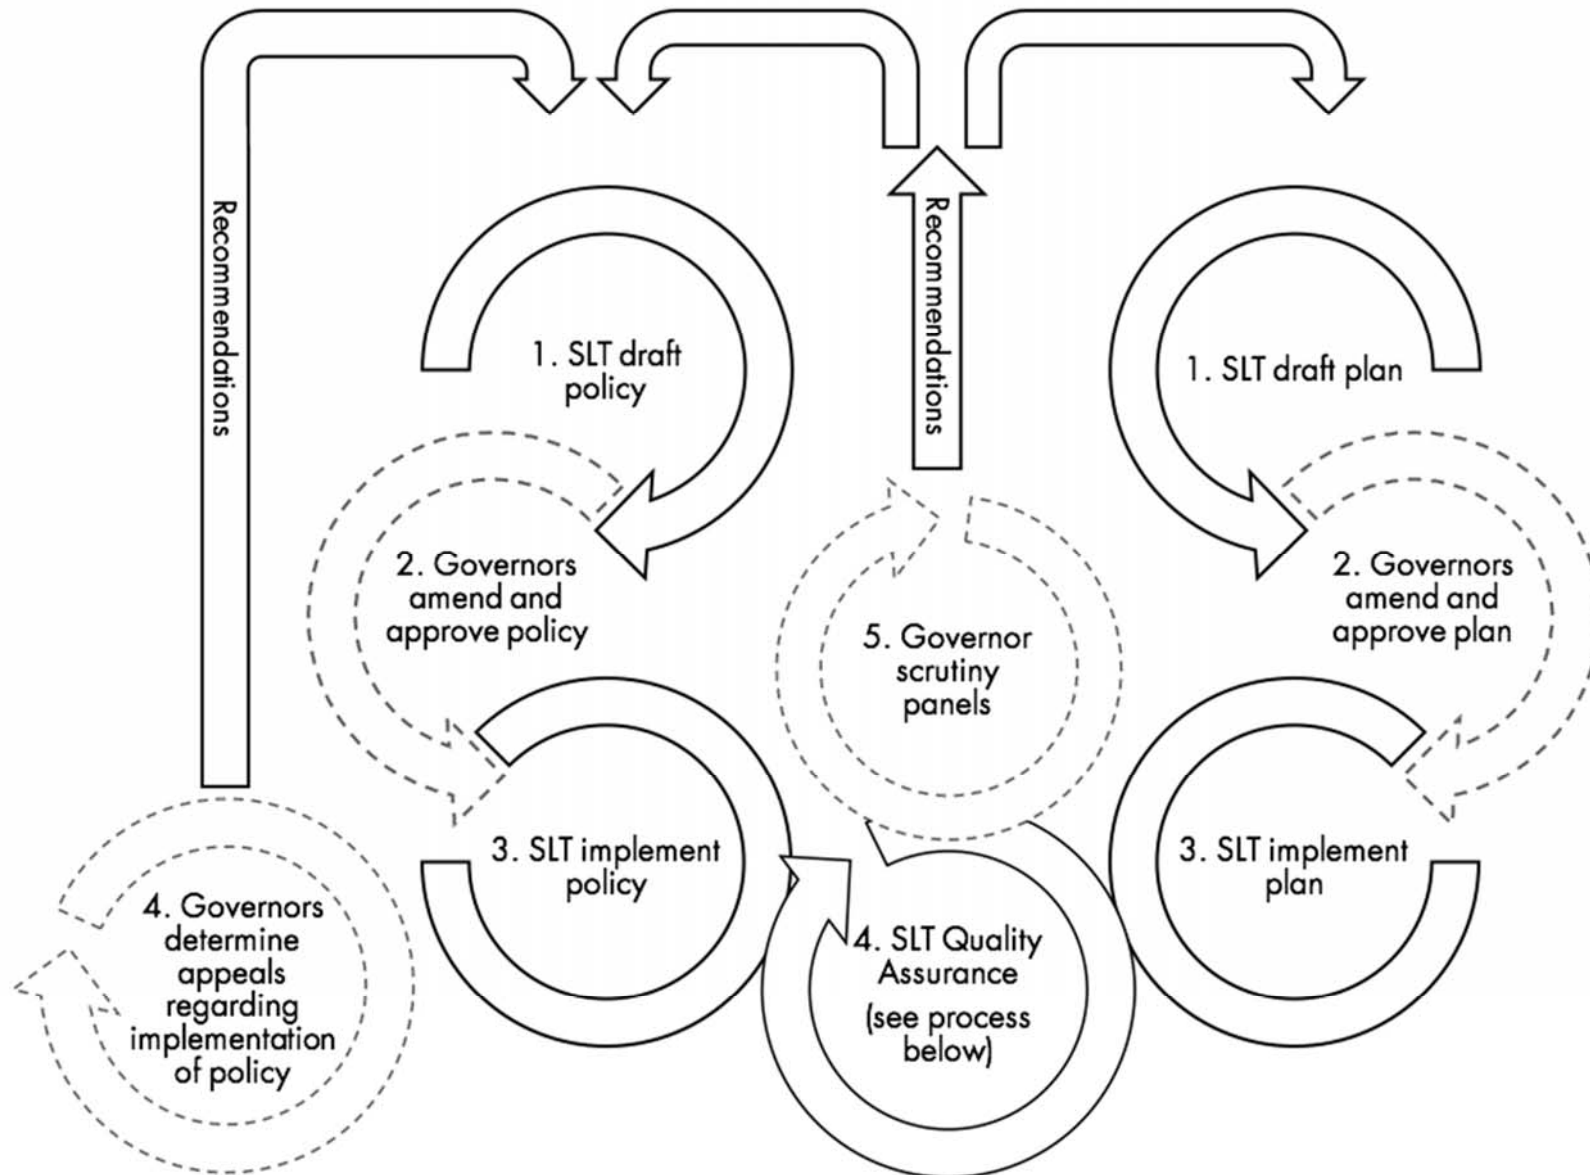 Recommendations
Recommendations
1. SLT draft
policy
1. SLT draft plan
2. Governors
amend and
approve policy
5. Governor
scrutiny
panels
2. Governors
amend and
approve plan
3. SLT implement
policy
3. SLT implement
plan
4. Governors
determine
appeals
regarding
implementation
of policy
4. SLT Quality
Assurance
(see process
below)